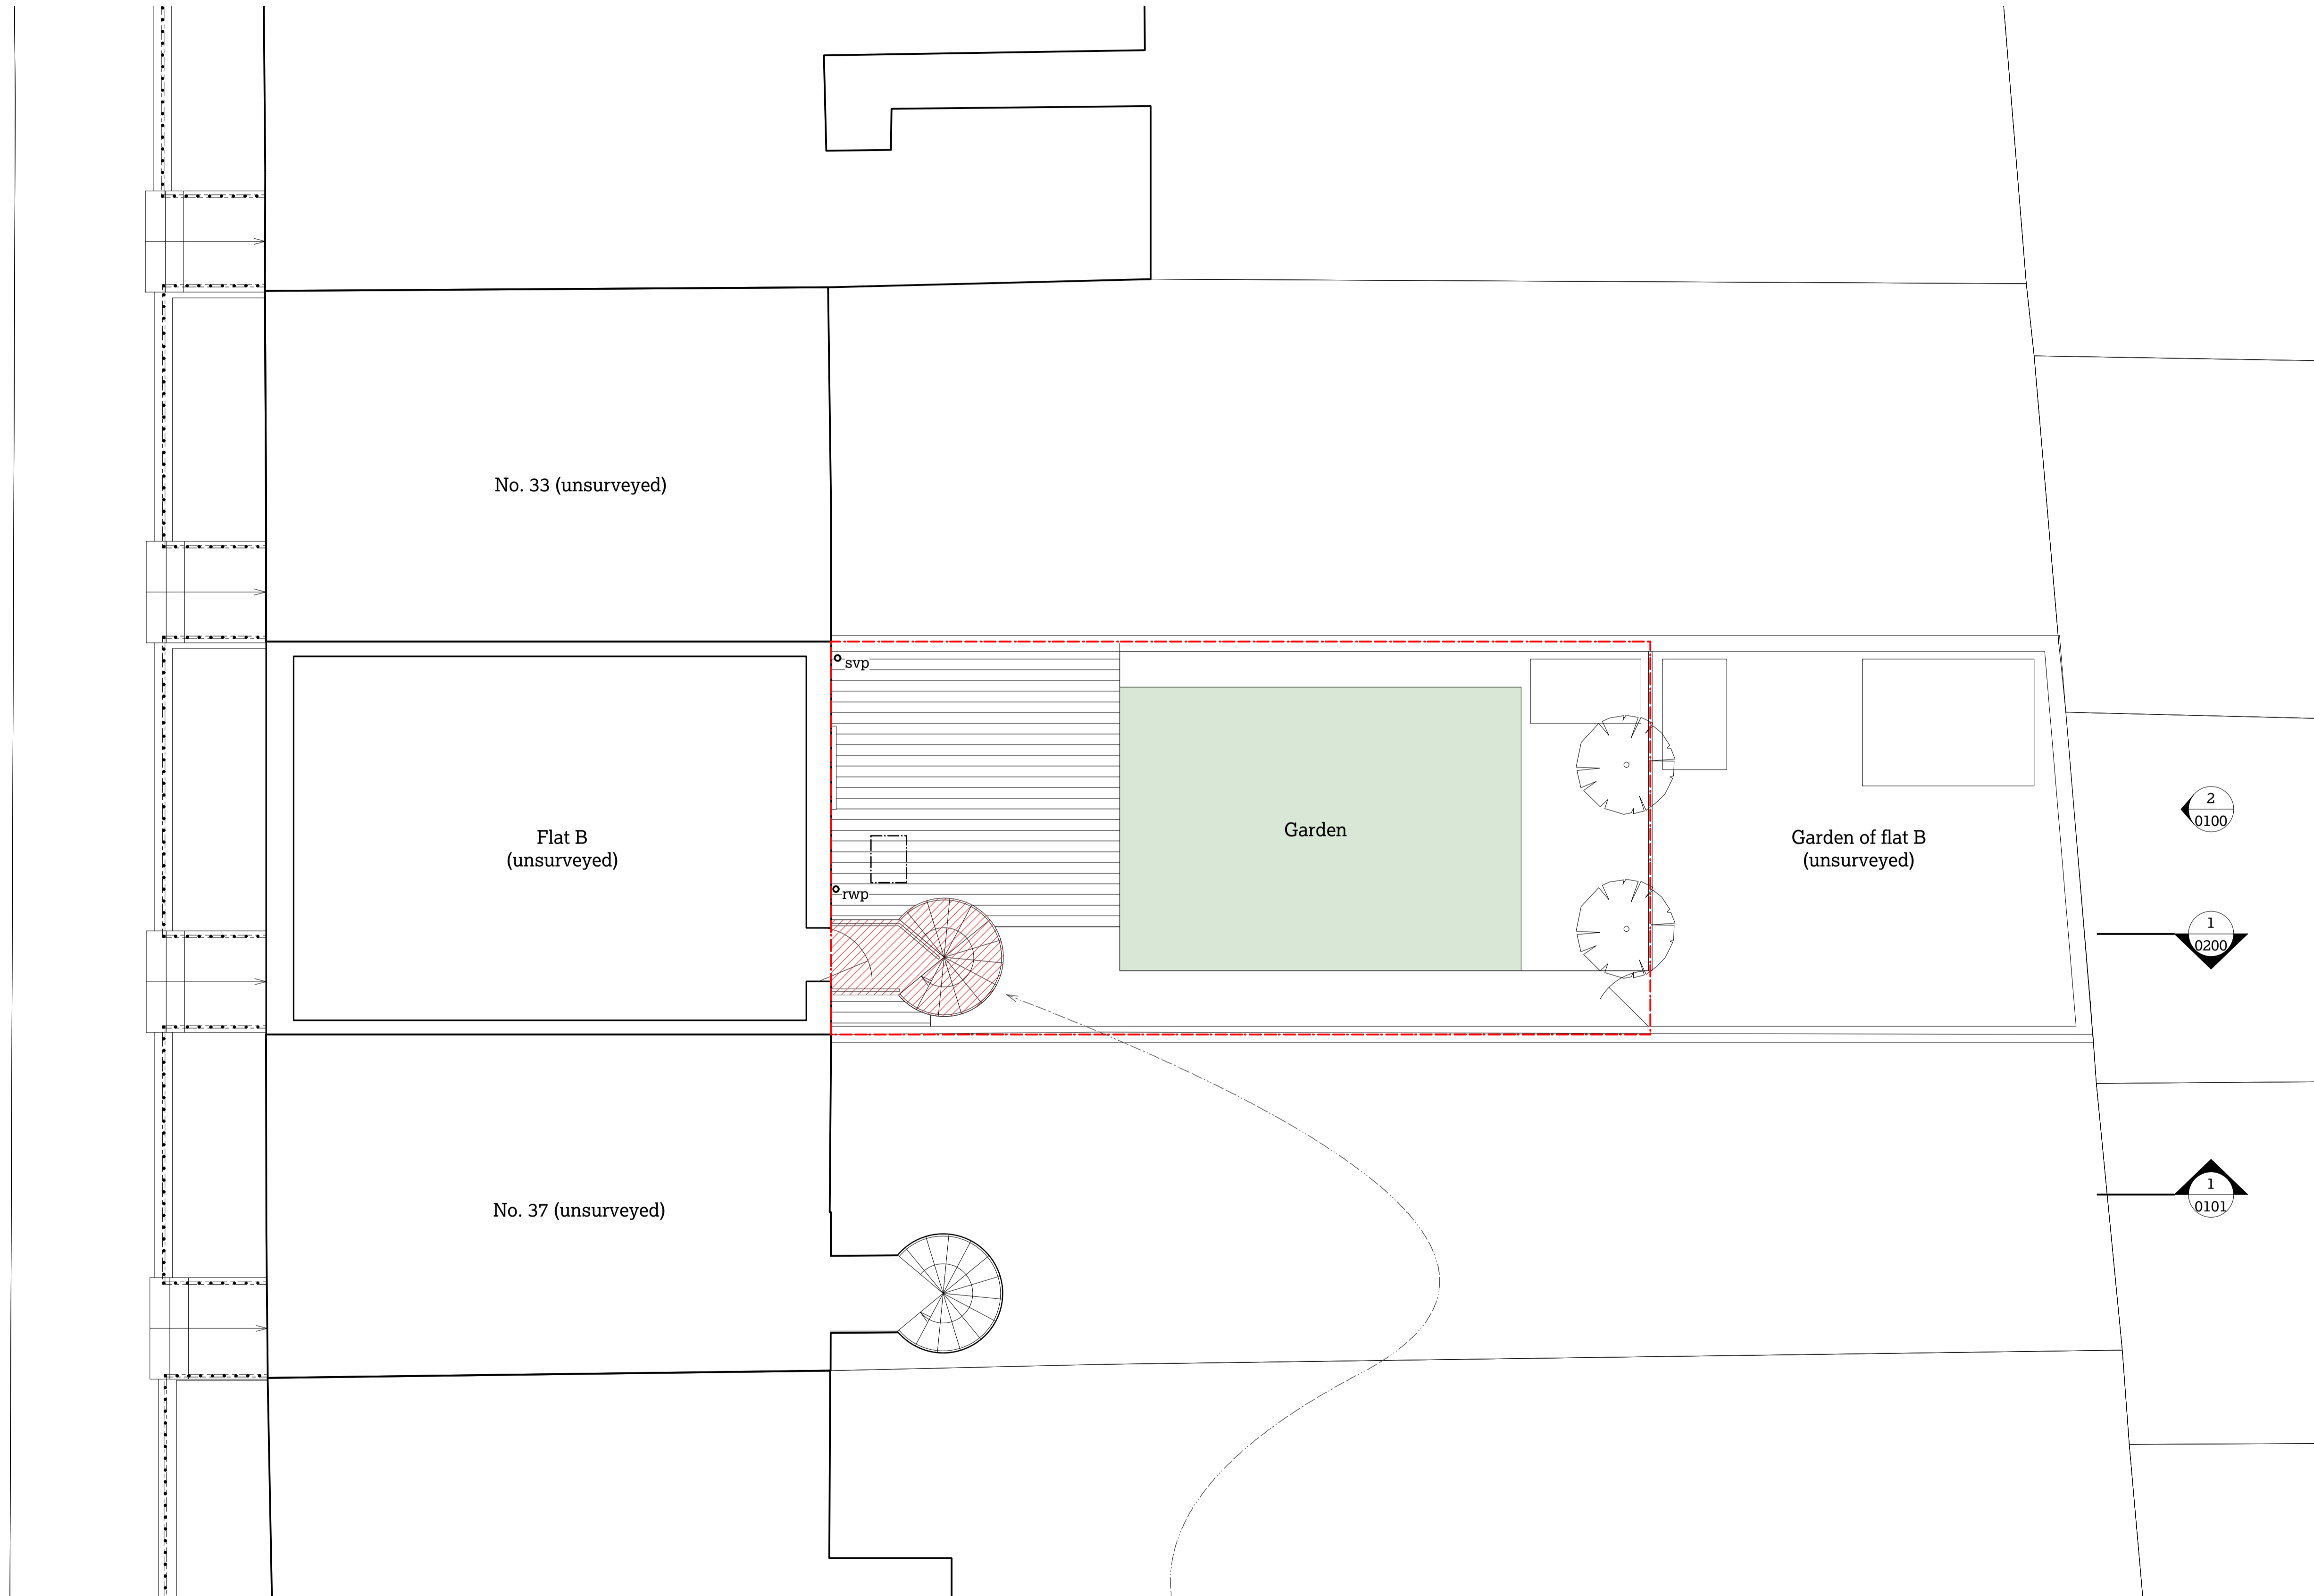 No. 33 (unsurveyed)
svp
Garden
Flat B
(unsurveyed)
Garden of flat B
(unsurveyed)
2
0100
rwp
1
0200
No. 37 (unsurveyed)
1
0101